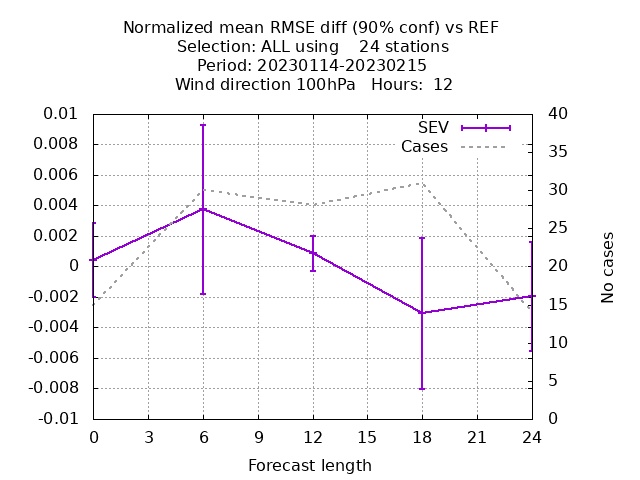 Normalized mean RMSE diff (90% conf) vs REF
Selection: ALL using    24 stations
Period: 20230114-20230215
Wind direction 100hPa   Hours:  12
SEV
Cases
0.01
0.008
0.006
0.004
0.002
0
-0.002
-0.004
-0.006
-0.008
-0.01
40
35
30
25
20
15
10
5
0
No cases
0 3 6 9 12 15 18 21 24
Forecast length